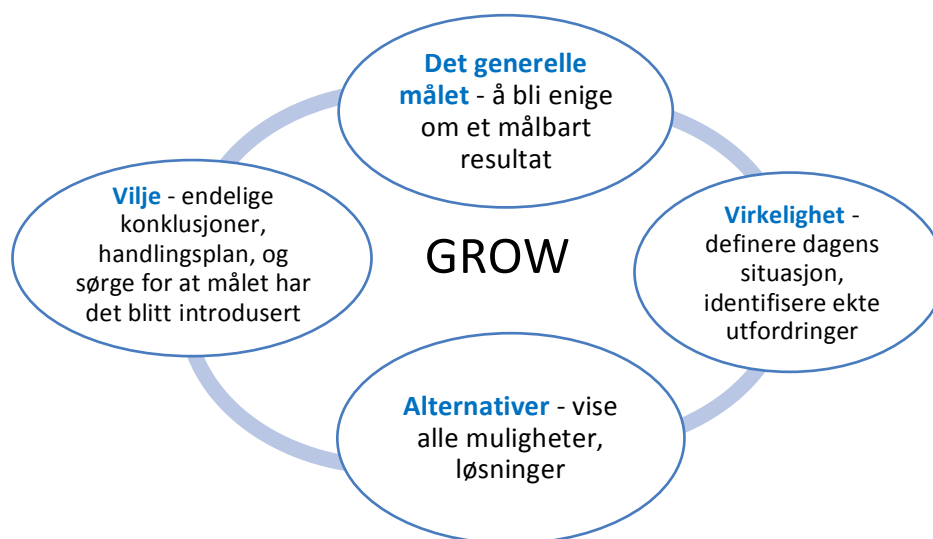 Det generelle
målet - å bli enige
om et målbart
resultat
Vilje - endelige
konklusjoner,
handlingsplan, og
sørge for at målet har
det blitt introdusert
GROW
Virkelighet -
definere dagens
situasjon,
identifisere ekte
utfordringer
Alternativer - vise
alle muligheter,
løsninger